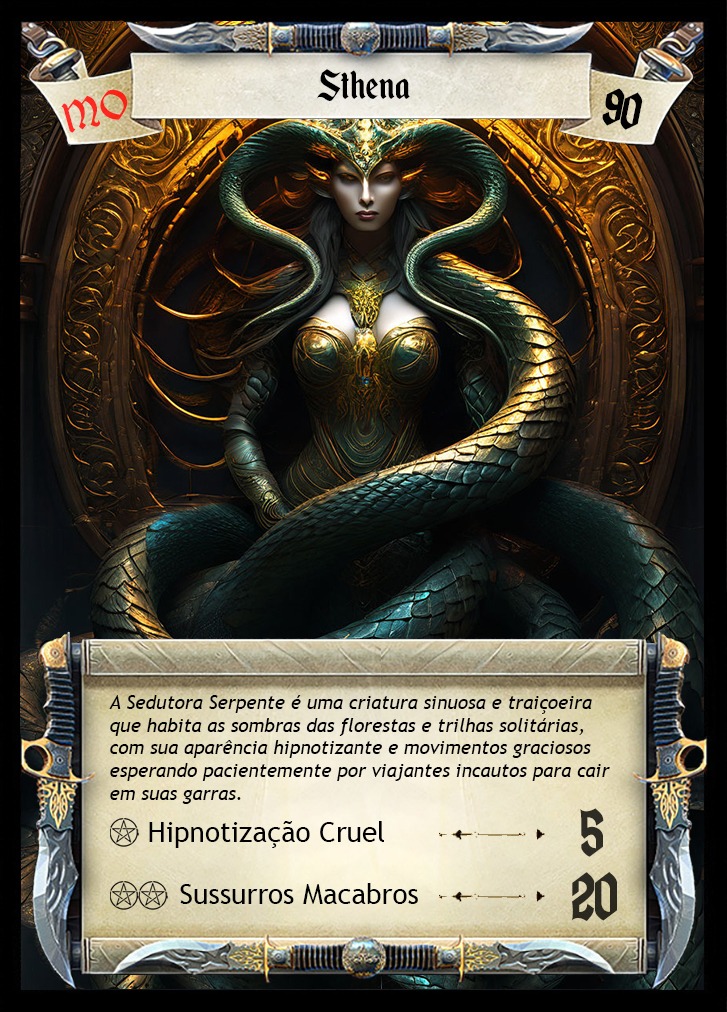 Sthena
mo
90
A Sedutora Serpente é uma criatura sinuosa e traiçoeira
que habita as sombras das florestas e trilhas solitárias,
com sua aparência hipnotizante e movimentos graciosos
esperando pacientemente por viajantes incautos para cair
em suas garras.
Hipnotização Cruel 5
Sussurros Macabros 20